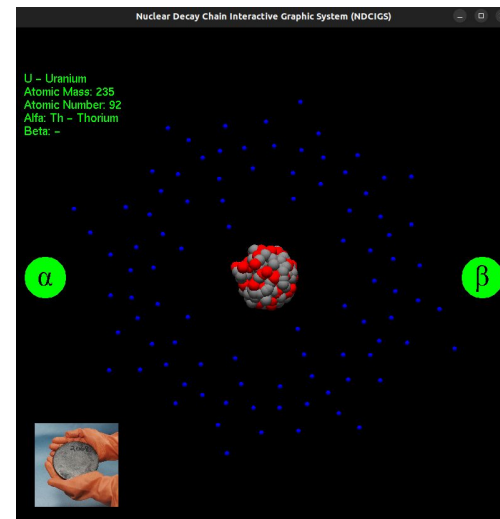 Nuclear Decay Chain Interactive Graphic System (NDCIGS)
U - Uranium
Atomic Mass: 235
Atomic Number: 92
Alfa: Th - Thorium
Beta: -
α
β